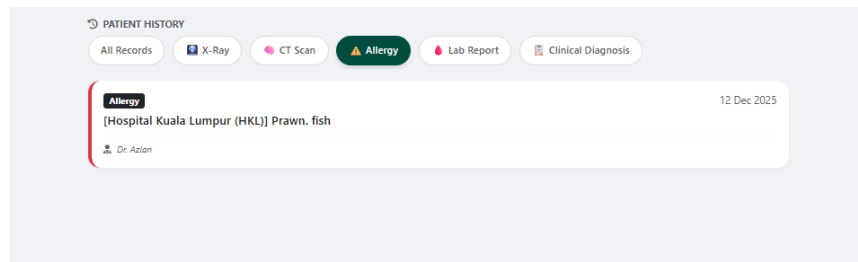 PATIENT HISTORY
All Records X-Ray CT Scan Allergy Lab Report Clinical Diagnosis
Allergy 12 Dec 2025
[Hospital Kuala Lumpur (HKL)] Prawn. fish
Dr. Azlan